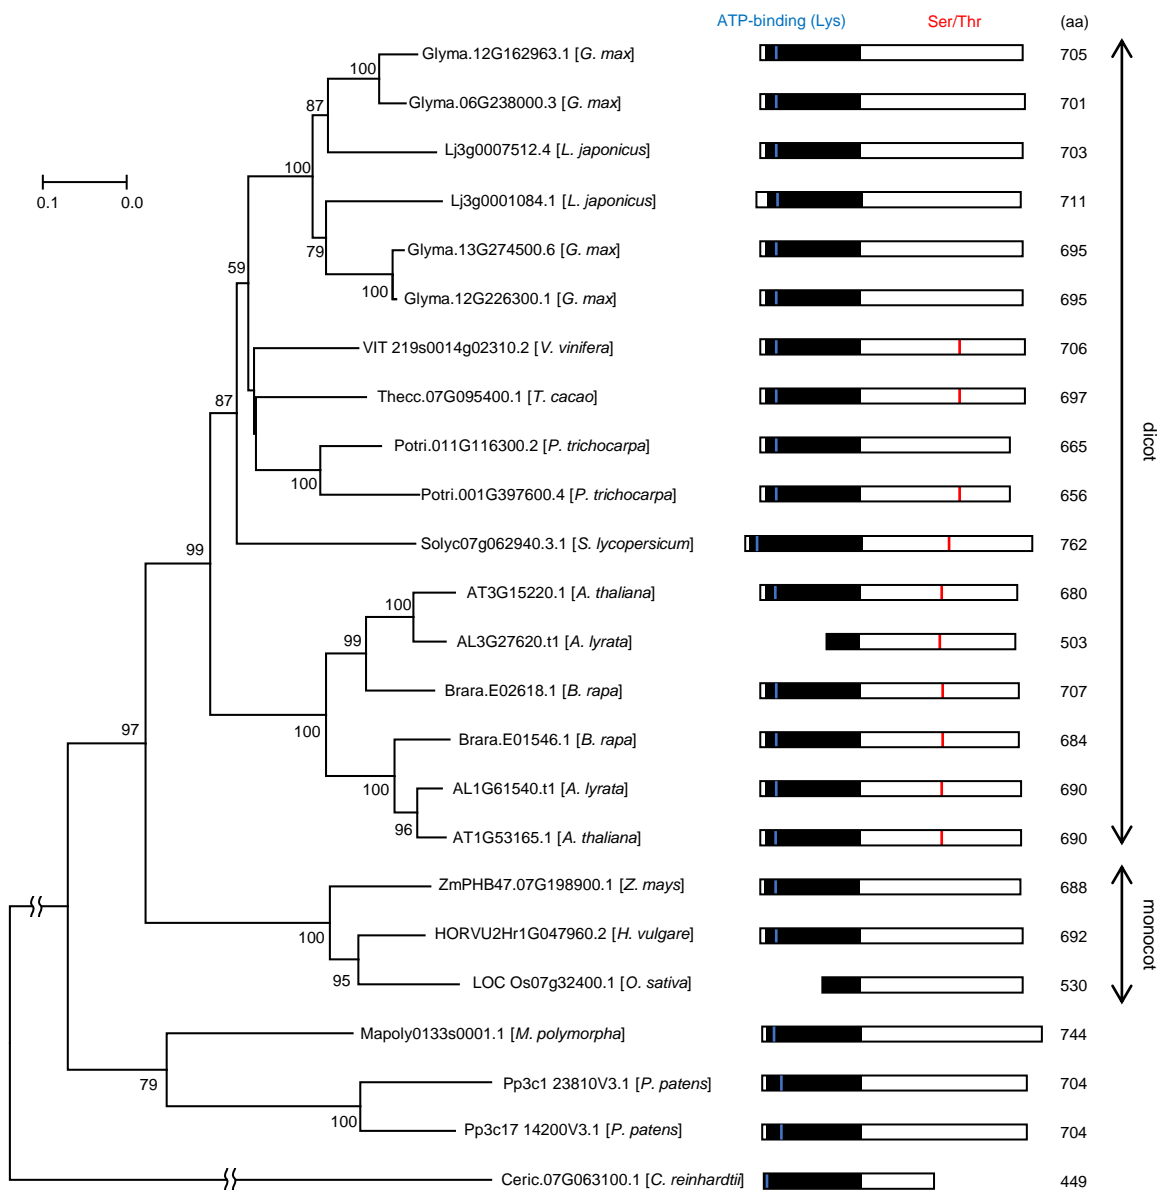 ATP-binding (Lys) Ser/Thr (aa)
Glyma.12G162963.1 [G. max] 705
100
Glyma.06G238000.3 [G. max] 701
87
Lj3g0007512.4 [L. japonicus] 703
100
0.1 0.0
Lj3g0001084.1 [L. japonicus] 711
79
Glyma.13G274500.6 [G. max] 695
59
100
Glyma.12G226300.1 [G. max] 695
VIT 219s0014g02310.2 [V. vinifera] 706
Thecc.07G095400.1 [T. cacao] 697
87
Potri.011G116300.2 [P. trichocarpa] 665
dicot
100
Potri.001G397600.4 [P. trichocarpa] 656
Solyc07g062940.3.1 [S. lycopersicum] 762
99
AT3G15220.1 [A. thaliana] 680
100
AL3G27620.t1 [A. lyrata] 503
99
Brara.E02618.1 [B. rapa] 707
100
97
Brara.E01546.1 [B. rapa] 684
100
AL1G61540.t1 [A. lyrata] 690
96
AT1G53165.1 [A. thaliana] 690
ZmPHB47.07G198900.1 [Z. mays] 688
100
HORVU2Hr1G047960.2 [H. vulgare] 692
monocot
95
LOC Os07g32400.1 [O. sativa] 530
Mapoly0133s0001.1 [M. polymorpha] 744
79
Pp3c1 23810V3.1 [P. patens] 704
100
Pp3c17 14200V3.1 [P. patens] 704
Ceric.07G063100.1 [C. reinhardtii] 449